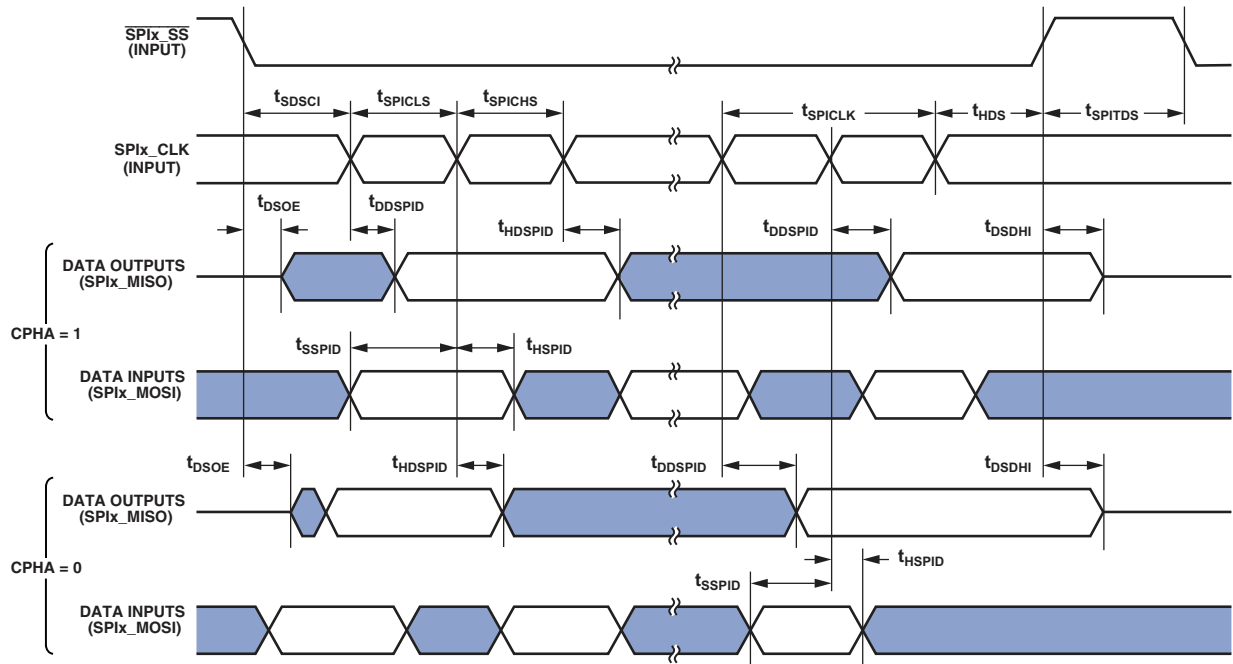 SPIx_SS
(INPUT)
tSDSCI tSPICLS tSPICHS tSPICLK tHDS tSPITDS
SPIx_CLK
(INPUT)
tDSOE tDDSPID tHDSPID tDDSPID tDSDHI
DATA OUTPUTS
(SPIx_MISO)
CPHA = 1
tSSPID tHSPID
DATA INPUTS
(SPIx_MOSI)
tDSOE tHDSPID tDDSPID tDSDHI
DATA OUTPUTS
(SPIx_MISO)
CPHA = 0
tHSPID
tSSPID
DATA INPUTS
(SPIx_MOSI)